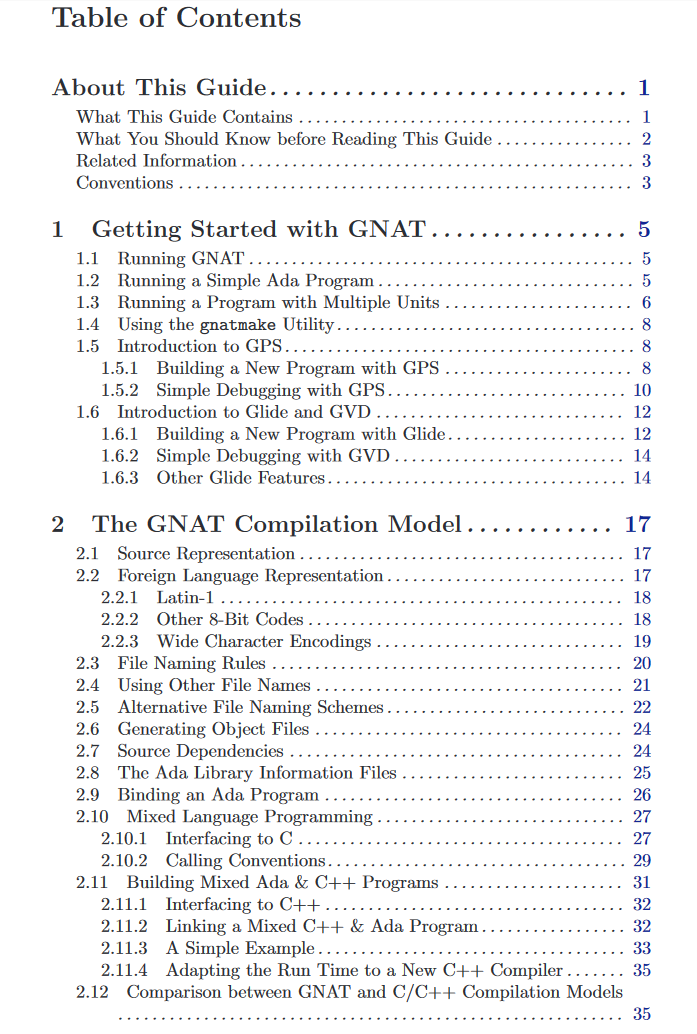 Table of Contents
About This Guide.............................. 1
What This Guide Contains ....................................... 1
What You Should Know before Reading This Guide ................ 2
Related Information.............................................. 3
Conventions ..................................................... 3
1 Getting Started with GNAT................ 5
1.1 Running GNAT............................................. 5
1.2 Running a Simple Ada Program.............................. 5
1.3 Running a Program with Multiple Units ...................... 6
1.4 Using the gnatmake Utility................................... 8
1.5 Introduction to GPS......................................... 8
1.5.1 Building a New Program with GPS ...................... 8
1.5.2 Simple Debugging with GPS............................ 10
1.6 Introduction to Glide and GVD ............................. 12
1.6.1 Building a New Program with Glide..................... 12
1.6.2 Simple Debugging with GVD ........................... 14
1.6.3 Other Glide Features................................... 14
2 The GNAT Compilation Model............ 17
2.1 Source Representation ...................................... 17
2.2 Foreign Language Representation............................ 17
2.2.1 Latin-1 ............................................... 18
2.2.2 Other 8-Bit Codes ..................................... 18
2.2.3 Wide Character Encodings ............................. 19
2.3 File Naming Rules ......................................... 20
2.4 Using Other File Names .................................... 21
2.5 Alternative File Naming Schemes............................ 22
2.6 Generating Object Files .................................... 24
2.7 Source Dependencies ....................................... 24
2.8 The Ada Library Information Files .......................... 25
2.9 Binding an Ada Program ................................... 26
2.10 Mixed Language Programming............................. 27
2.10.1 Interfacing to C ...................................... 27
2.10.2 Calling Conventions................................... 29
2.11 Building Mixed Ada & C++ Programs ..................... 31
2.11.1 Interfacing to C++ ................................... 32
2.11.2 Linking a Mixed C++ & Ada Program................. 32
2.11.3 A Simple Example.................................... 33
2.11.4 Adapting the Run Time to a New C++ Compiler....... 35
2.12 Comparison between GNAT and C/C++ Compilation Models
........................................................... 35